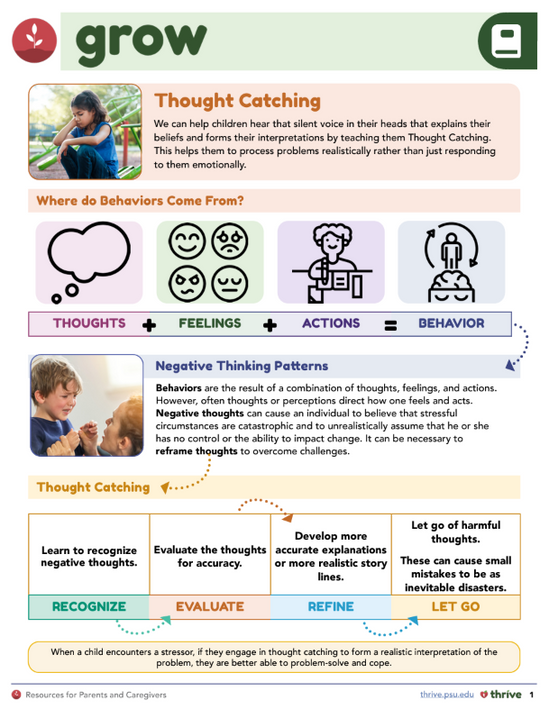 grow
Thought Catching
We can help children hear that silent voice in their heads that explains their
beliefs and forms their interpretations by teaching them Thought Catching.
This helps them to process problems realistically rather than just responding
to them emotionally.
Where do Behaviors Come From?
THOUGHTS + FEELINGS + ACTIONS = BEHAVIOR
Negative Thinking Patterns
Behaviors are the result of a combination of thoughts, feelings, and actions.
However, often thoughts or perceptions direct how one feels and acts.
Negative thoughts can cause an individual to believe that stressful
circumstances are catastrophic and to unrealistically assume that he or she
has no control or the ability to impact change. It can be necessary to
reframe thoughts to overcome challenges.
Thought Catching
Learn to recognize
negative thoughts.
RECOGNIZE
Evaluate the thoughts
for accuracy.
EVALUATE
Develop more
accurate explanations
or more realistic story
lines.
REFINE
Let go of harmful
thoughts.
These can cause small
mistakes to be as
inevitable disasters.
LET GO
When a child encounters a stressor, if they engage in thought catching to form a realistic interpretation of the
problem, they are better able to problem-solve and cope.
Resources for Parents and Caregivers
thrive.psu.edu thrive 1